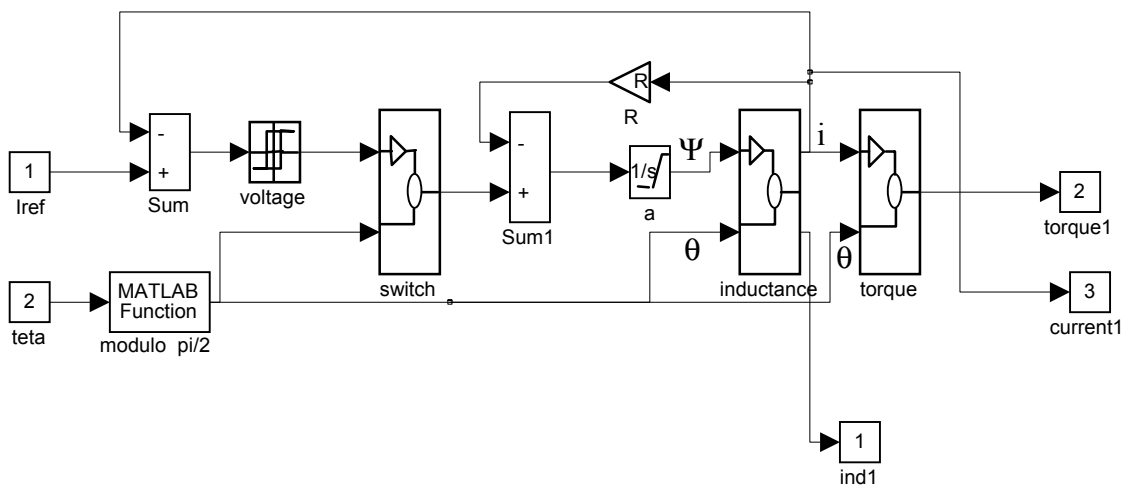 R
R
-
+
Sum
1
Iref
voltage
switch
-
+
Sum1
1/s
a
Ψ
θ
inductance
i
θ
torque
2
torque1
3
current1
2
teta
MATLAB
Function
modulo pi/2
1
ind1